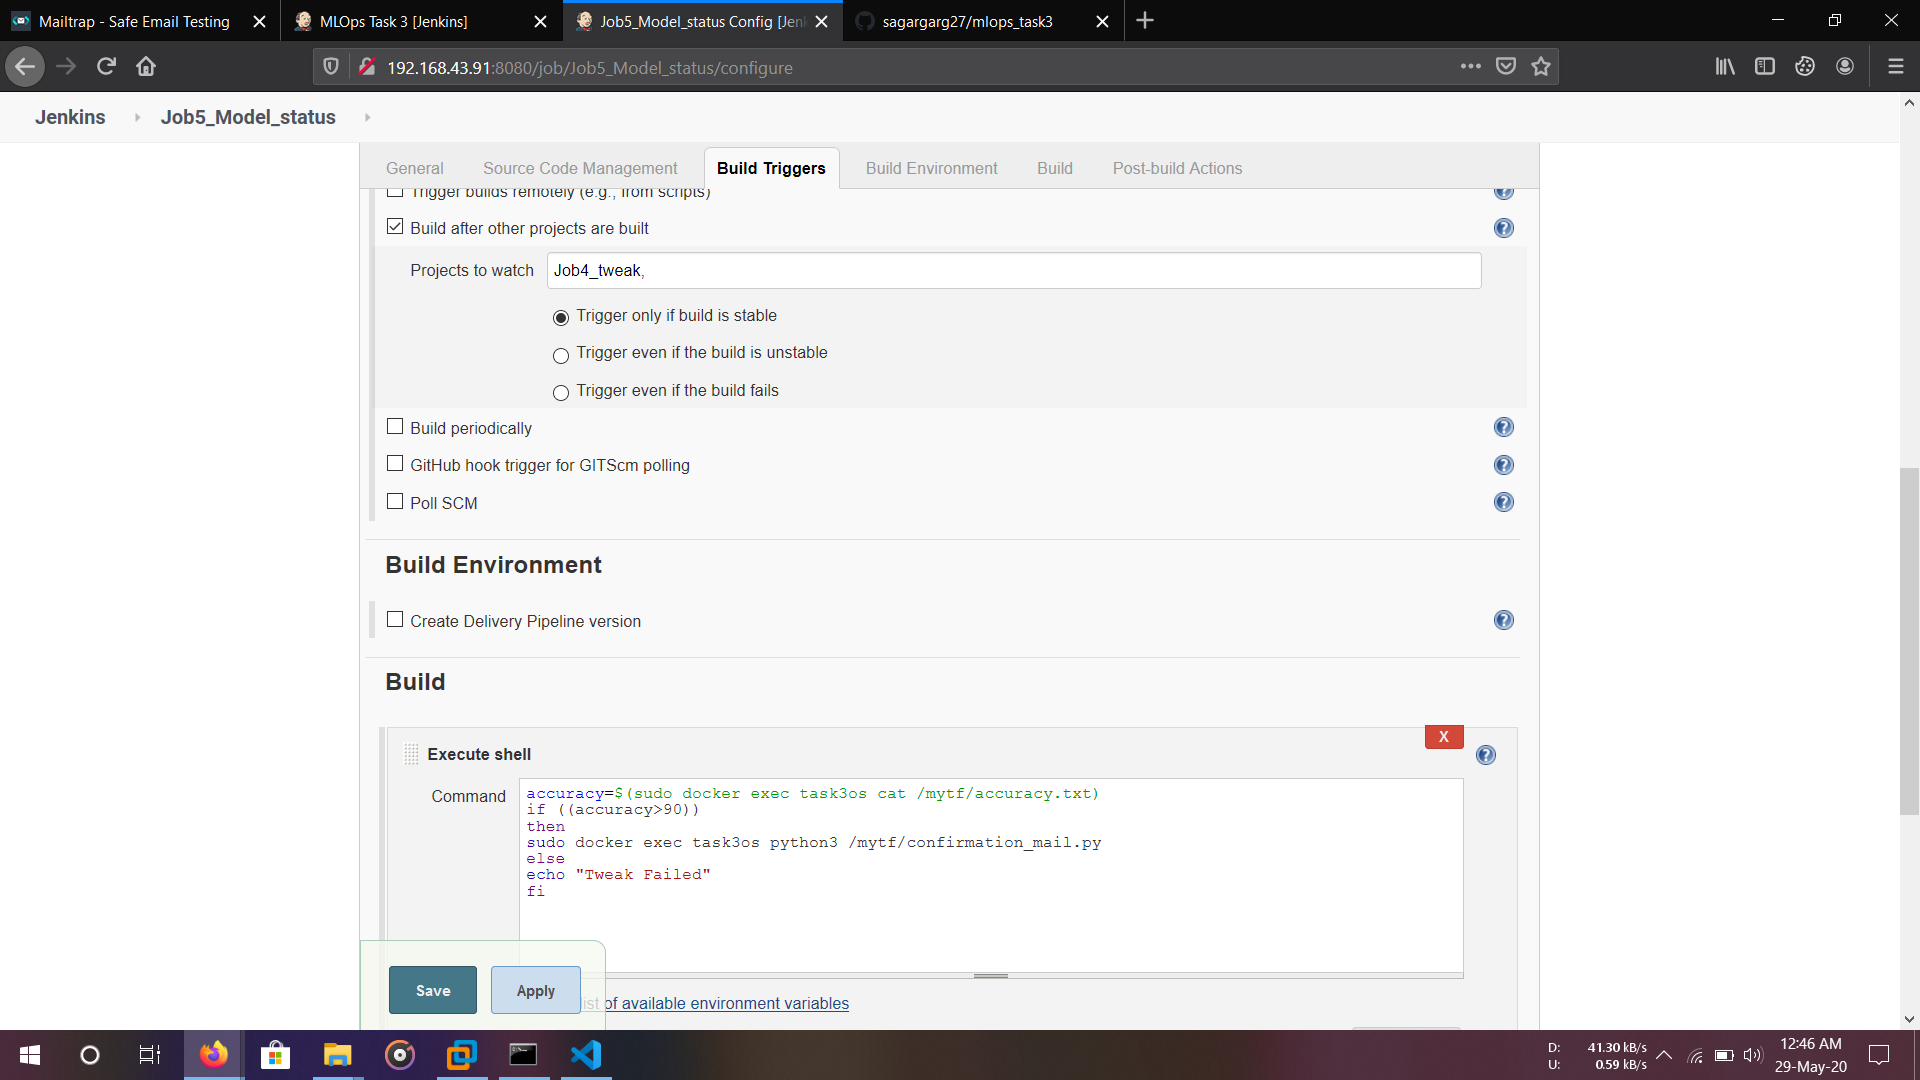 Mailtrap - Safe Email Testing
MLOps Task 3 [Jenkins]
Job5_Model_status Config [Jen
sagargarg27/mlops_task3
192.168.43.91:8080/job/Job5_Model_status/configure
Jenkins
Job5_Model_status
General
Source Code Management
Build Triggers
Build Environment
Build
Post-build Actions
Trigger builds remotely (e.g., from scripts)
Build after other projects are built
Projects to watch
Job4_tweak,
Trigger only if build is stable
Trigger even if the build is unstable
Trigger even if the build fails
Build periodically
GitHub hook trigger for GITScm polling
Poll SCM
Build Environment
Create Delivery Pipeline version
Build
X
Execute shell
Command
accuracy=$(sudo docker exec task3os cat /mytf/accuracy.txt)
if ((accuracy>90))
then
sudo docker exec task3os python3 /mytf/confirmation_mail.py
else
echo "Tweak Failed"
fi
Save
Apply
list of available environment variables
D: 41.30 kB/s
U: 0.59 kB/s
12:46 AM
29-May-20